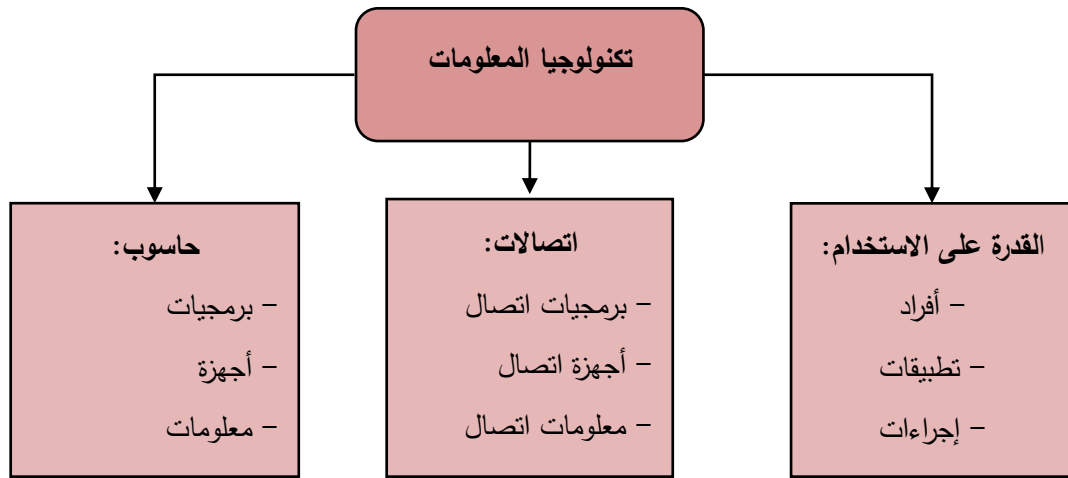 تكنولوجيا المعلومات
القدرة على الاستخدام:
- أفراد
- تطبيقات
- إجراءات
اتصالات:
- برمجيات اتصال
- أجهزة اتصال
- معلومات اتصال
حاسوب:
- برمجيات
- أجهزة
- معلومات